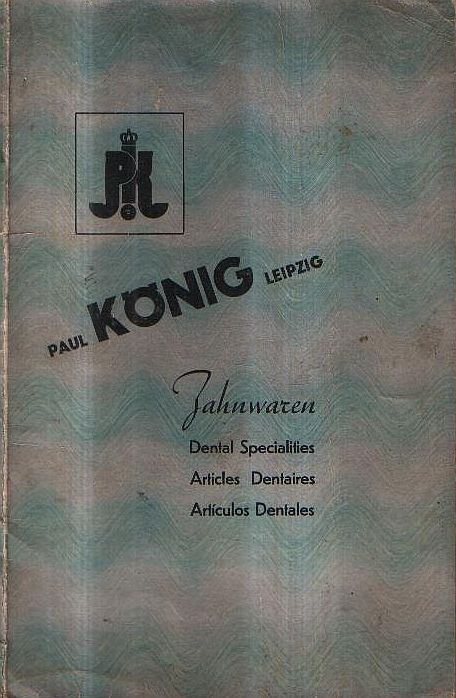 PK
PAUL KÖNIG LEIPZIG
Zahnwaren
Dental Specialities
Articles Dentaires
Artículos Dentales